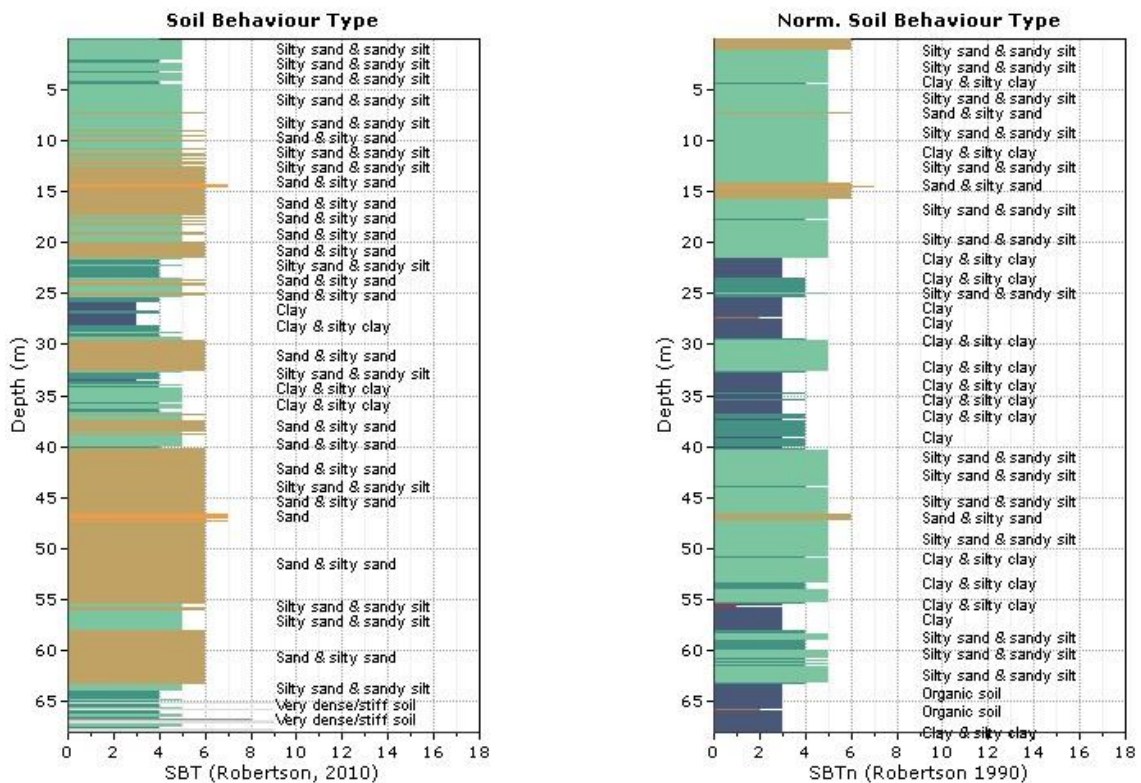 Soil Behaviour Type
Silty sand & sandy silt
Silty sand & sandy silt
Silty sand & sandy silt
Silty sand & sandy silt
Silty sand & sandy silt
Sand & silty sand
Silty sand & sandy silt
Silty sand & sandy silt
Sand & silty sand
Sand & silty sand
Sand & silty sand
Sand & silty sand
Sand & silty sand
Silty sand & sandy silt
Sand & silty sand
Sand & silty sand
Clay
Clay & silty clay
Sand & silty sand
Silty sand & sandy silt
Clay & silty clay
Clay & silty clay
Sand & silty sand
Sand & silty sand
Sand & silty sand
Silty sand & sandy silt
Sand & silty sand
Sand
Sand & silty sand
Silty sand & sandy silt
Silty sand & sandy silt
Sand & silty sand
Silty sand & sandy silt
Very dense/stiff soil
Very dense/stiff soil
5
10
15
20
25
30
35
40
45
50
55
60
65
Depth (m)
0 2 4 6 8 10 12 14 16 18
SBT (Robertson, 2010)
Norm. Soil Behaviour Type
Silty sand & sandy silt
Silty sand & sandy silt
Clay & silty clay
Silty sand & sandy silt
Sand & silty sand
Silty sand & sandy silt
Clay & silty clay
Silty sand & sandy silt
Sand & silty sand
Silty sand & sandy silt
Silty sand & sandy silt
Clay & silty clay
Clay & silty clay
Silty sand & sandy silt
Clay
Clay
Clay & silty clay
Clay & silty clay
Clay & silty clay
Clay & silty clay
Clay & silty clay
Clay
Silty sand & sandy silt
Silty sand & sandy silt
Silty sand & sandy silt
Sand & silty sand
Silty sand & sandy silt
Clay & silty clay
Clay & silty clay
Clay & silty clay
Clay
Silty sand & sandy silt
Silty sand & sandy silt
Silty sand & sandy silt
Organic soil
Organic soil
Clay & silty clay
5
10
15
20
25
30
35
40
45
50
55
60
65
Depth (m)
0 2 4 6 8 10 12 14 16 18
SBTn (Robertson 1990)